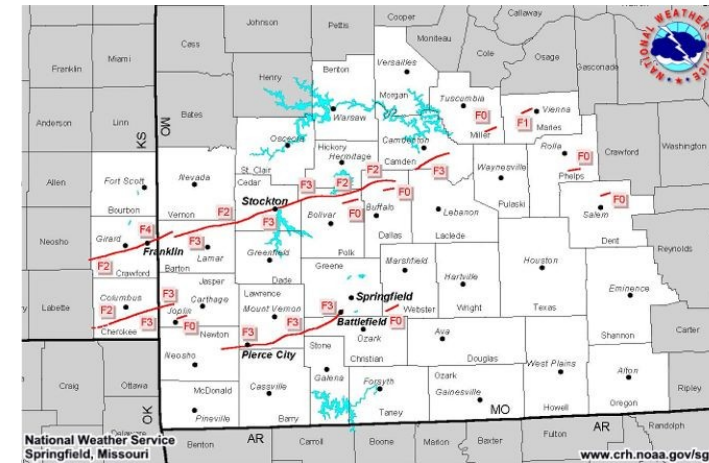 Johnson
Pettis
Cooper
Moniteau
Callaway
NATIONAL WEATHER SERVICE
Miami
Cass
Versailles
Cole
Osage
Gasconade
Franklin
Henry
Benton
Morgan
Tuscumbia
F0
Vienna
Anderson
Linn
KS
MO
Bates
Warsaw
Miller
F1
Maries
Osceola
Camdenton
Rolla
Crawford
Washington
Hickory
Hermitage
Camden
F0
Allen
Fort Scott
Nevada
St. Clair
Cedar
F2
F3
Waynesville
Phelps
Bourbon
F3
F2
F0
Pulaski
F0
Stockton
Vernon
F2
F0
Buffalo
Lebanon
Salem
Neosho
Girard
F4
F3
Bolivar
Dent
Franklin
F3
Lamar
Greenfield
Polk
Dallas
Laclede
Reynolds
F2
Crawford
Barton
Dade
Greene
Marshfield
Houston
Columbus
F3
Jasper
Lawrence
Hartville
Eminence
Labette
F2
Carthage
Mount Vernon
F3
Springfield
Webster
Wright
Texas
Joplin
F3
F0
F3
F3
Battlefield
F0
Shannon
Carter
Cherokee
Newton
Ozark
Ava
Neosho
Pierce City
Stone
Christian
Douglas
West Plains
Alton
Craig
Ottawa
McDonald
Cassville
Galena
Forsyth
Ozark
Gainesville
Ripley
OK
Pineville
Barry
Taney
MO
Howell
Oregon
National Weather Service
Springfield, Missouri
Delaware
Benton
AR
Carroll
Boone
Marion
Baxter
Fulton
AR
Randolph
www.crh.noaa.gov/sg